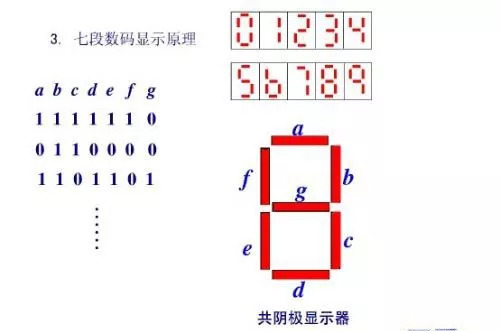 3. 七段数码显示原理
0 1 2 3 4
5 6 7 8 9
a b c d e f g
1 1 1 1 1 1 0
0 1 1 0 0 0 0
1 1 0 1 1 0 1
······
a
f b
g
e c
d
共阴极显示器